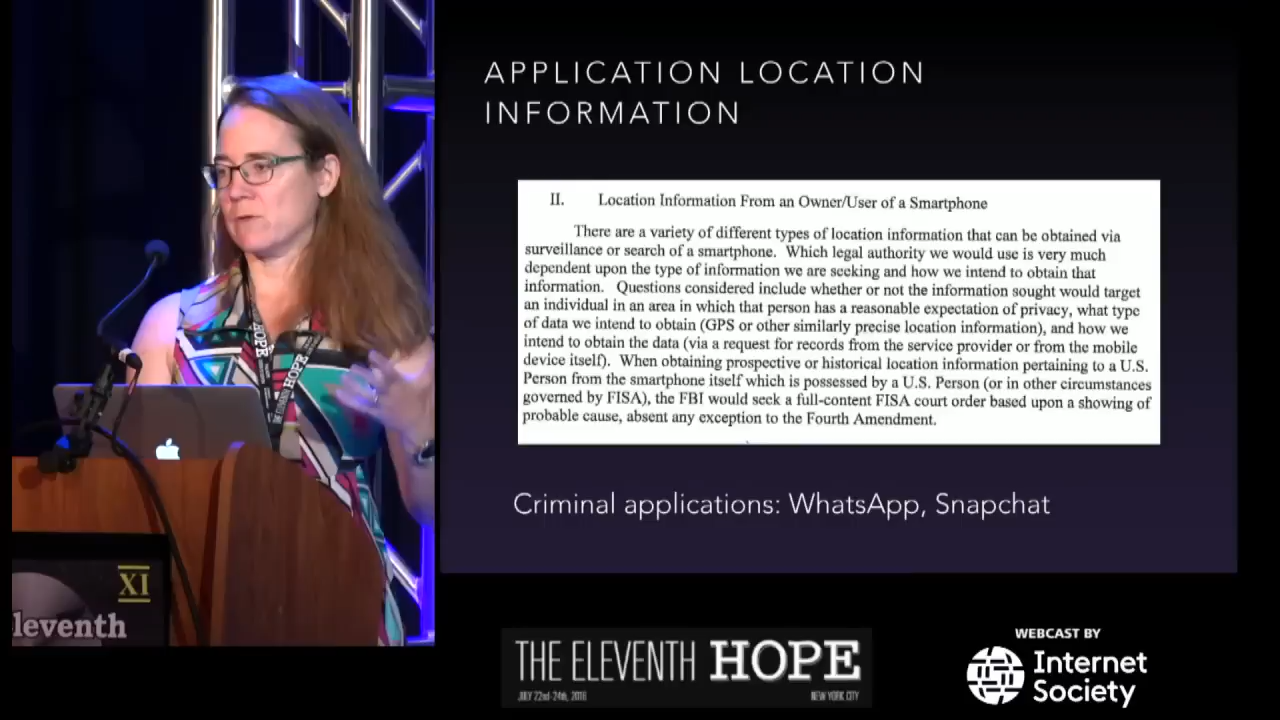 APPLICATION LOCATION
INFORMATION
II. Location Information From an Owner/User of a Smartphone
There are a variety of different types of location information that can be obtained via
surveillance or search of a smartphone. Which legal authority we would use is very much
dependent upon the type of information we are seeking and how we intend to obtain that
information. Questions considered include whether or not the information sought would target
an individual in an area in which that person has a reasonable expectation of privacy, what type
of data we intend to obtain (GPS or other similarly precise location information), and how we
intend to obtain the data (via a request for records from the service provider or from the mobile
device itself). When obtaining prospective or historical location information pertaining to a U.S.
Person from the smartphone itself which is possessed by a U.S. Person (or in other circumstances
governed by FISA), the FBI would seek a full-content FISA court order based upon a showing of
probable cause, absent any exception to the Fourth Amendment.
Criminal applications: WhatsApp, Snapchat
HOPE
HOPE
XI
leventh
THE ELEVENTH HOPE
JULY 22nd-24th, 2016
NEW YORK CITY
WEBCAST BY
Internet
Society